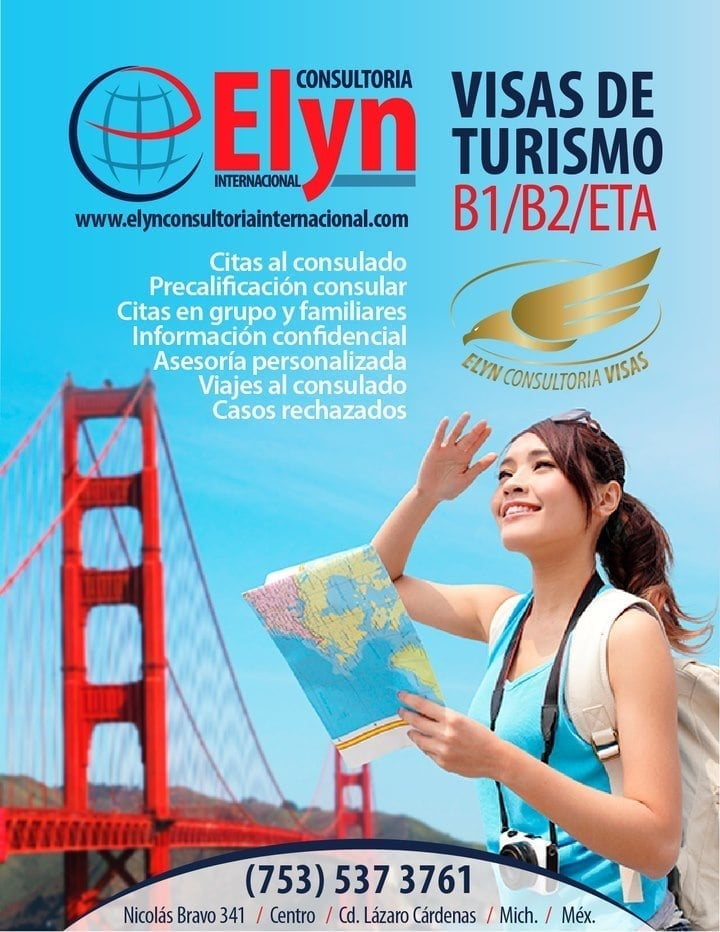 CONSULTORIA
Elyn
INTERNACIONAL
www.elynconsultoriainternacional.com
VISAS DE
TURISMO
B1/B2/ETA
ELYN CONSULTORIA VISAS
Citas al consulado
Precalificación consular
Citas en grupo y familiares
Información confidencial
Asesoría personalizada
Viajes al consulado
Casos rechazados
(753) 537 3761
Nicolás Bravo 341 / Centro / Cd. Lázaro Cárdenas / Mich. / Méx.